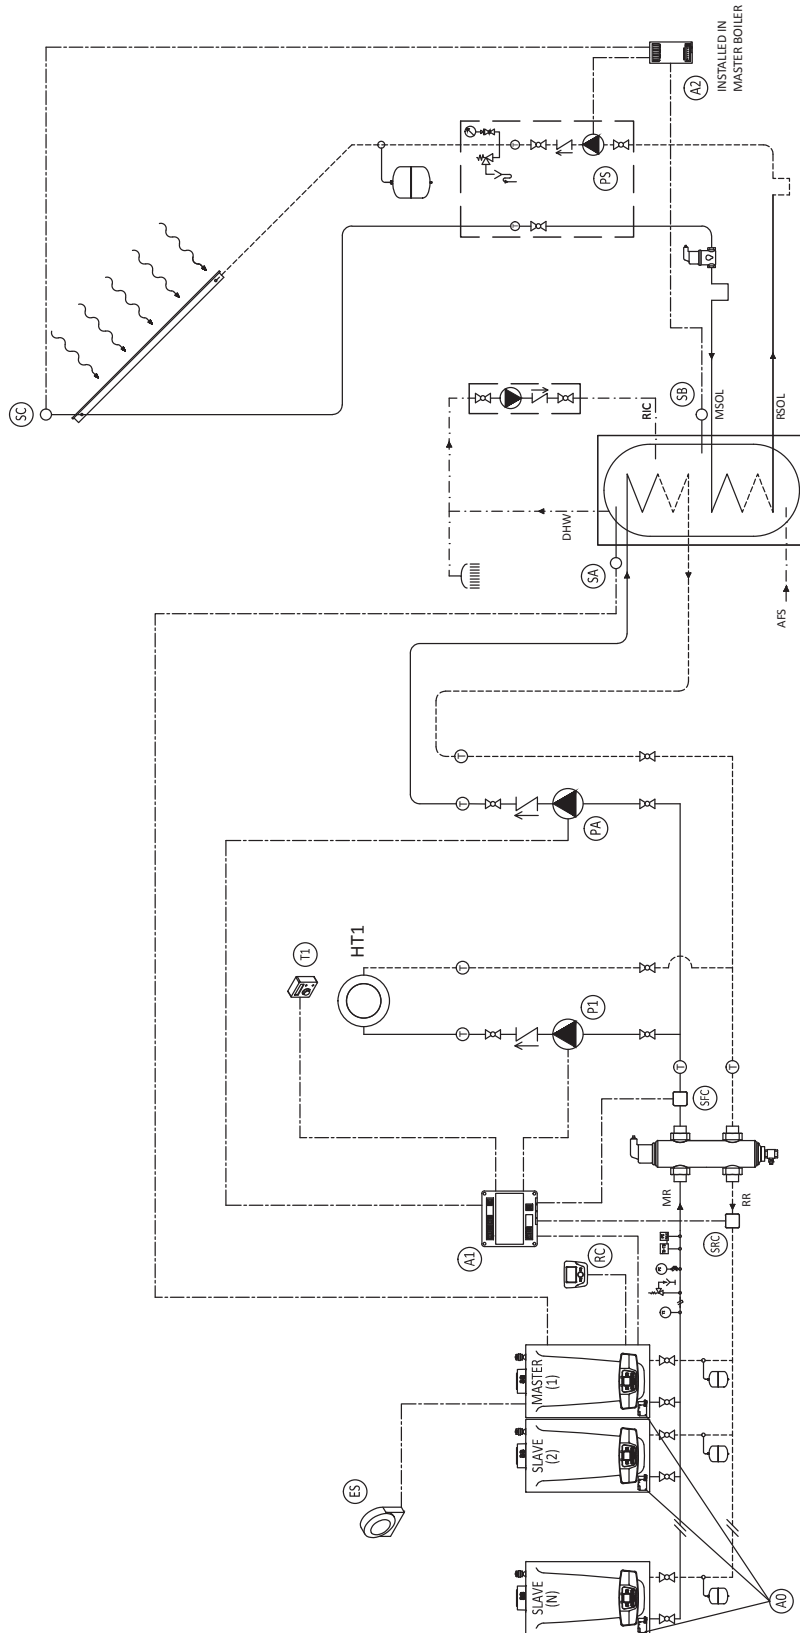 SC
A2
INSTALLED IN
MASTER BOILER
T
T
PS
SB
MSOL
RSOL
RIC
DHW
SA
AFS
T
T
PA
T1
HT1
T
T
P1
T
T
SFC
A1
MR
RR
SRC
RC
ES
MASTER
(1)
SLAVE
(2)
SLAVE
(N)
A0